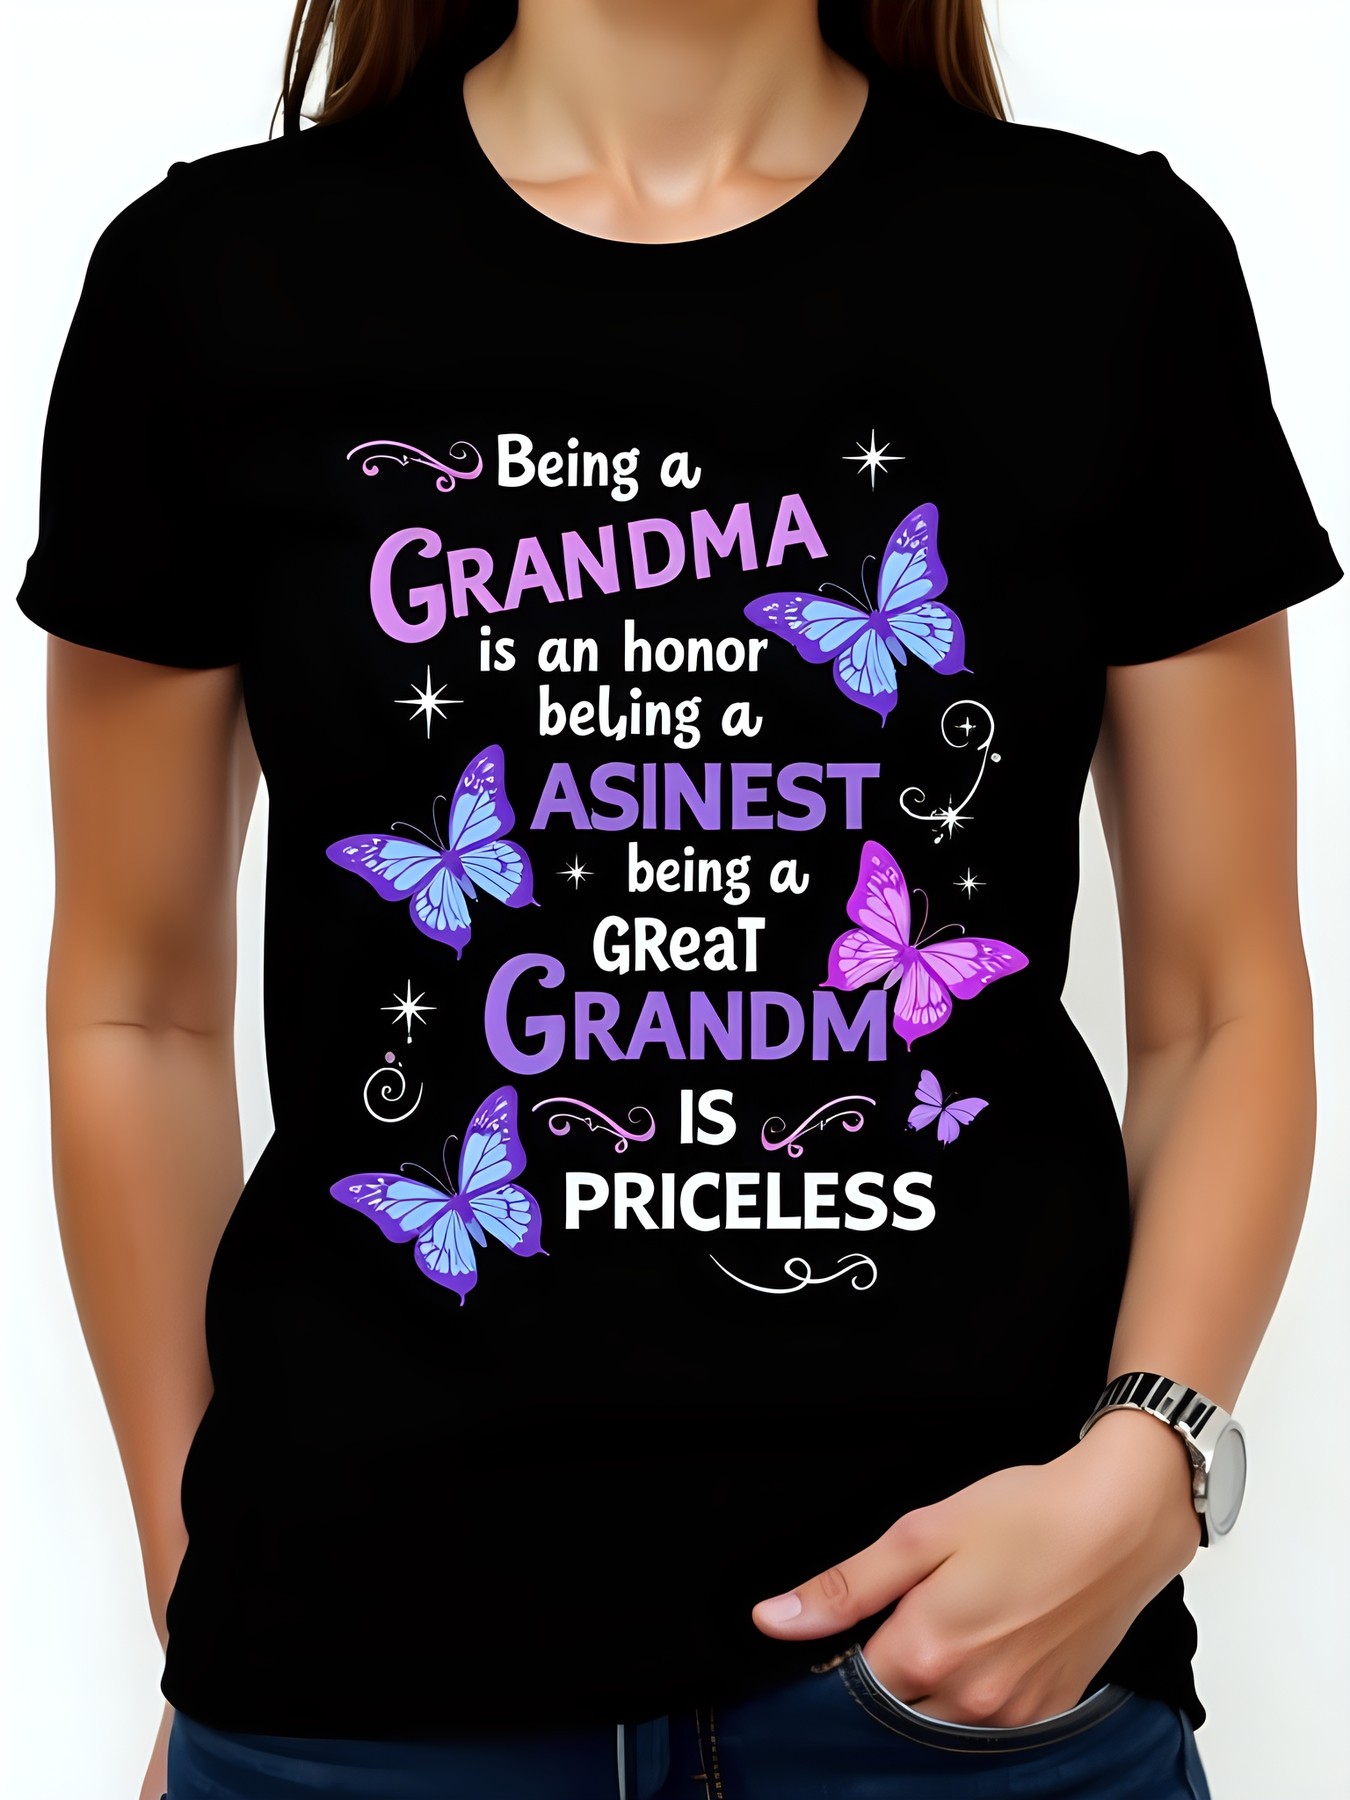 Being a
GRANDMA
is an honor
beling a
ASINEST
being a
GReaT
GRANDM
IS
PRICELESS